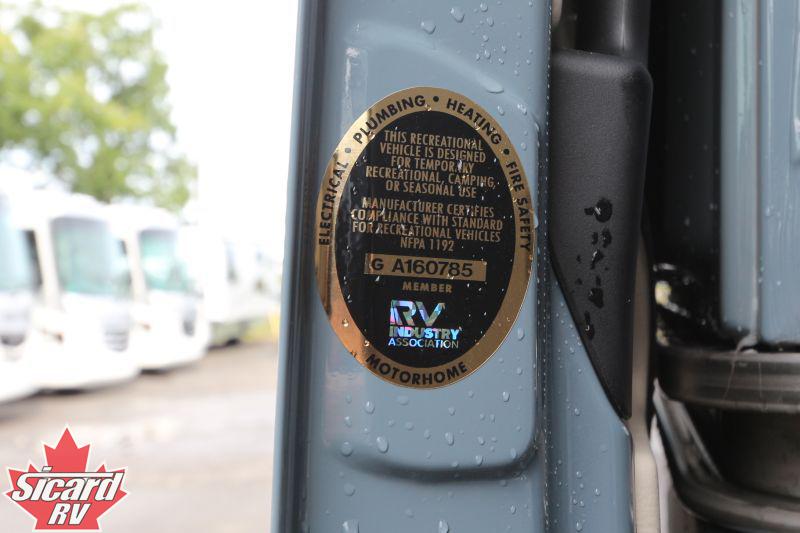 ELECTRICAL • PLUMBING • HEATING • FIRE SAFETY
THIS RECREATIONAL
VEHICLE IS DESIGNED
FOR TEMPORARY
RECREATIONAL, CAMPING,
OR SEASONAL USE
MANUFACTURER CERTIFIES
COMPLIANCE WITH STANDARD
FOR RECREATIONAL VEHICLES
NFPA 1192
G A160785
MEMBER
RV
INDUSTRY
ASSOCIATION
MOTORHOME
Sicard
RV